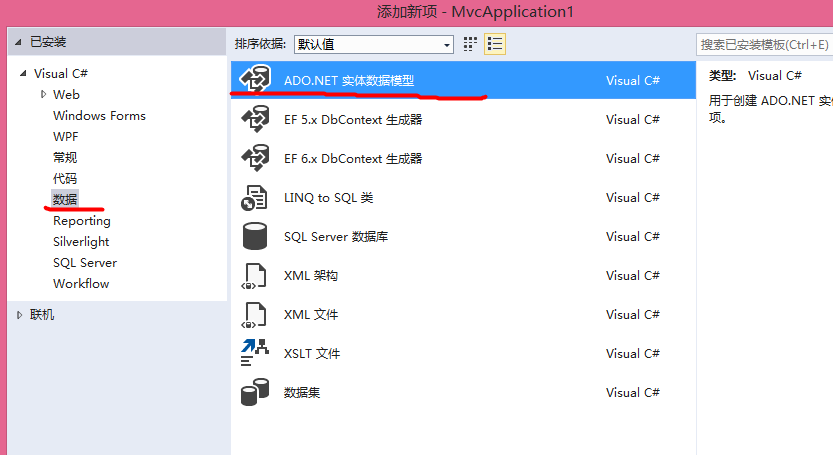 添加新项 - MvcApplication1
已安装
Visual C#
Web
Windows Forms
WPF
常规
代码
数据
Reporting
Silverlight
SQL Server
Workflow
联机
排序依据: 默认值
ADO.NET 实体数据模型 Visual C#
EF 5.x DbContext 生成器 Visual C#
EF 6.x DbContext 生成器 Visual C#
LINQ to SQL 类 Visual C#
SQL Server 数据库 Visual C#
XML 架构 Visual C#
XML 文件 Visual C#
XSLT 文件 Visual C#
数据集 Visual C#
搜索已安装模板(Ctrl+E)
类型: Visual C#
用于创建 ADO.NET 实
项。